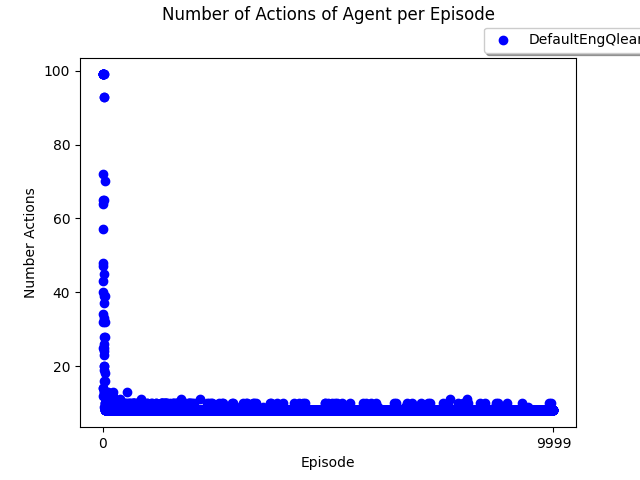 Number of Actions of Agent per Episode
DefaultEngQlear
100
80
60
40
20
Number Actions
0
9999
Episode